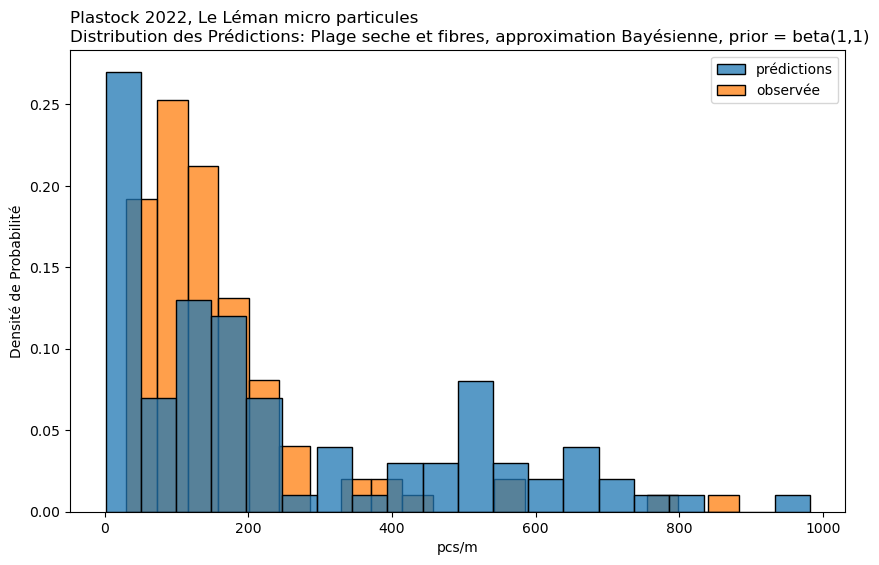 Plastock 2022, Le Léman micro particules
Distribution des Prédictions: Plage seche et fibres, approximation Bayésienne, prior = beta(1,1)
prédictions
observée
Densité de Probabilité
0.25
0.20
0.15
0.10
0.05
0.00
0
200
400
600
800
1000
pcs/m